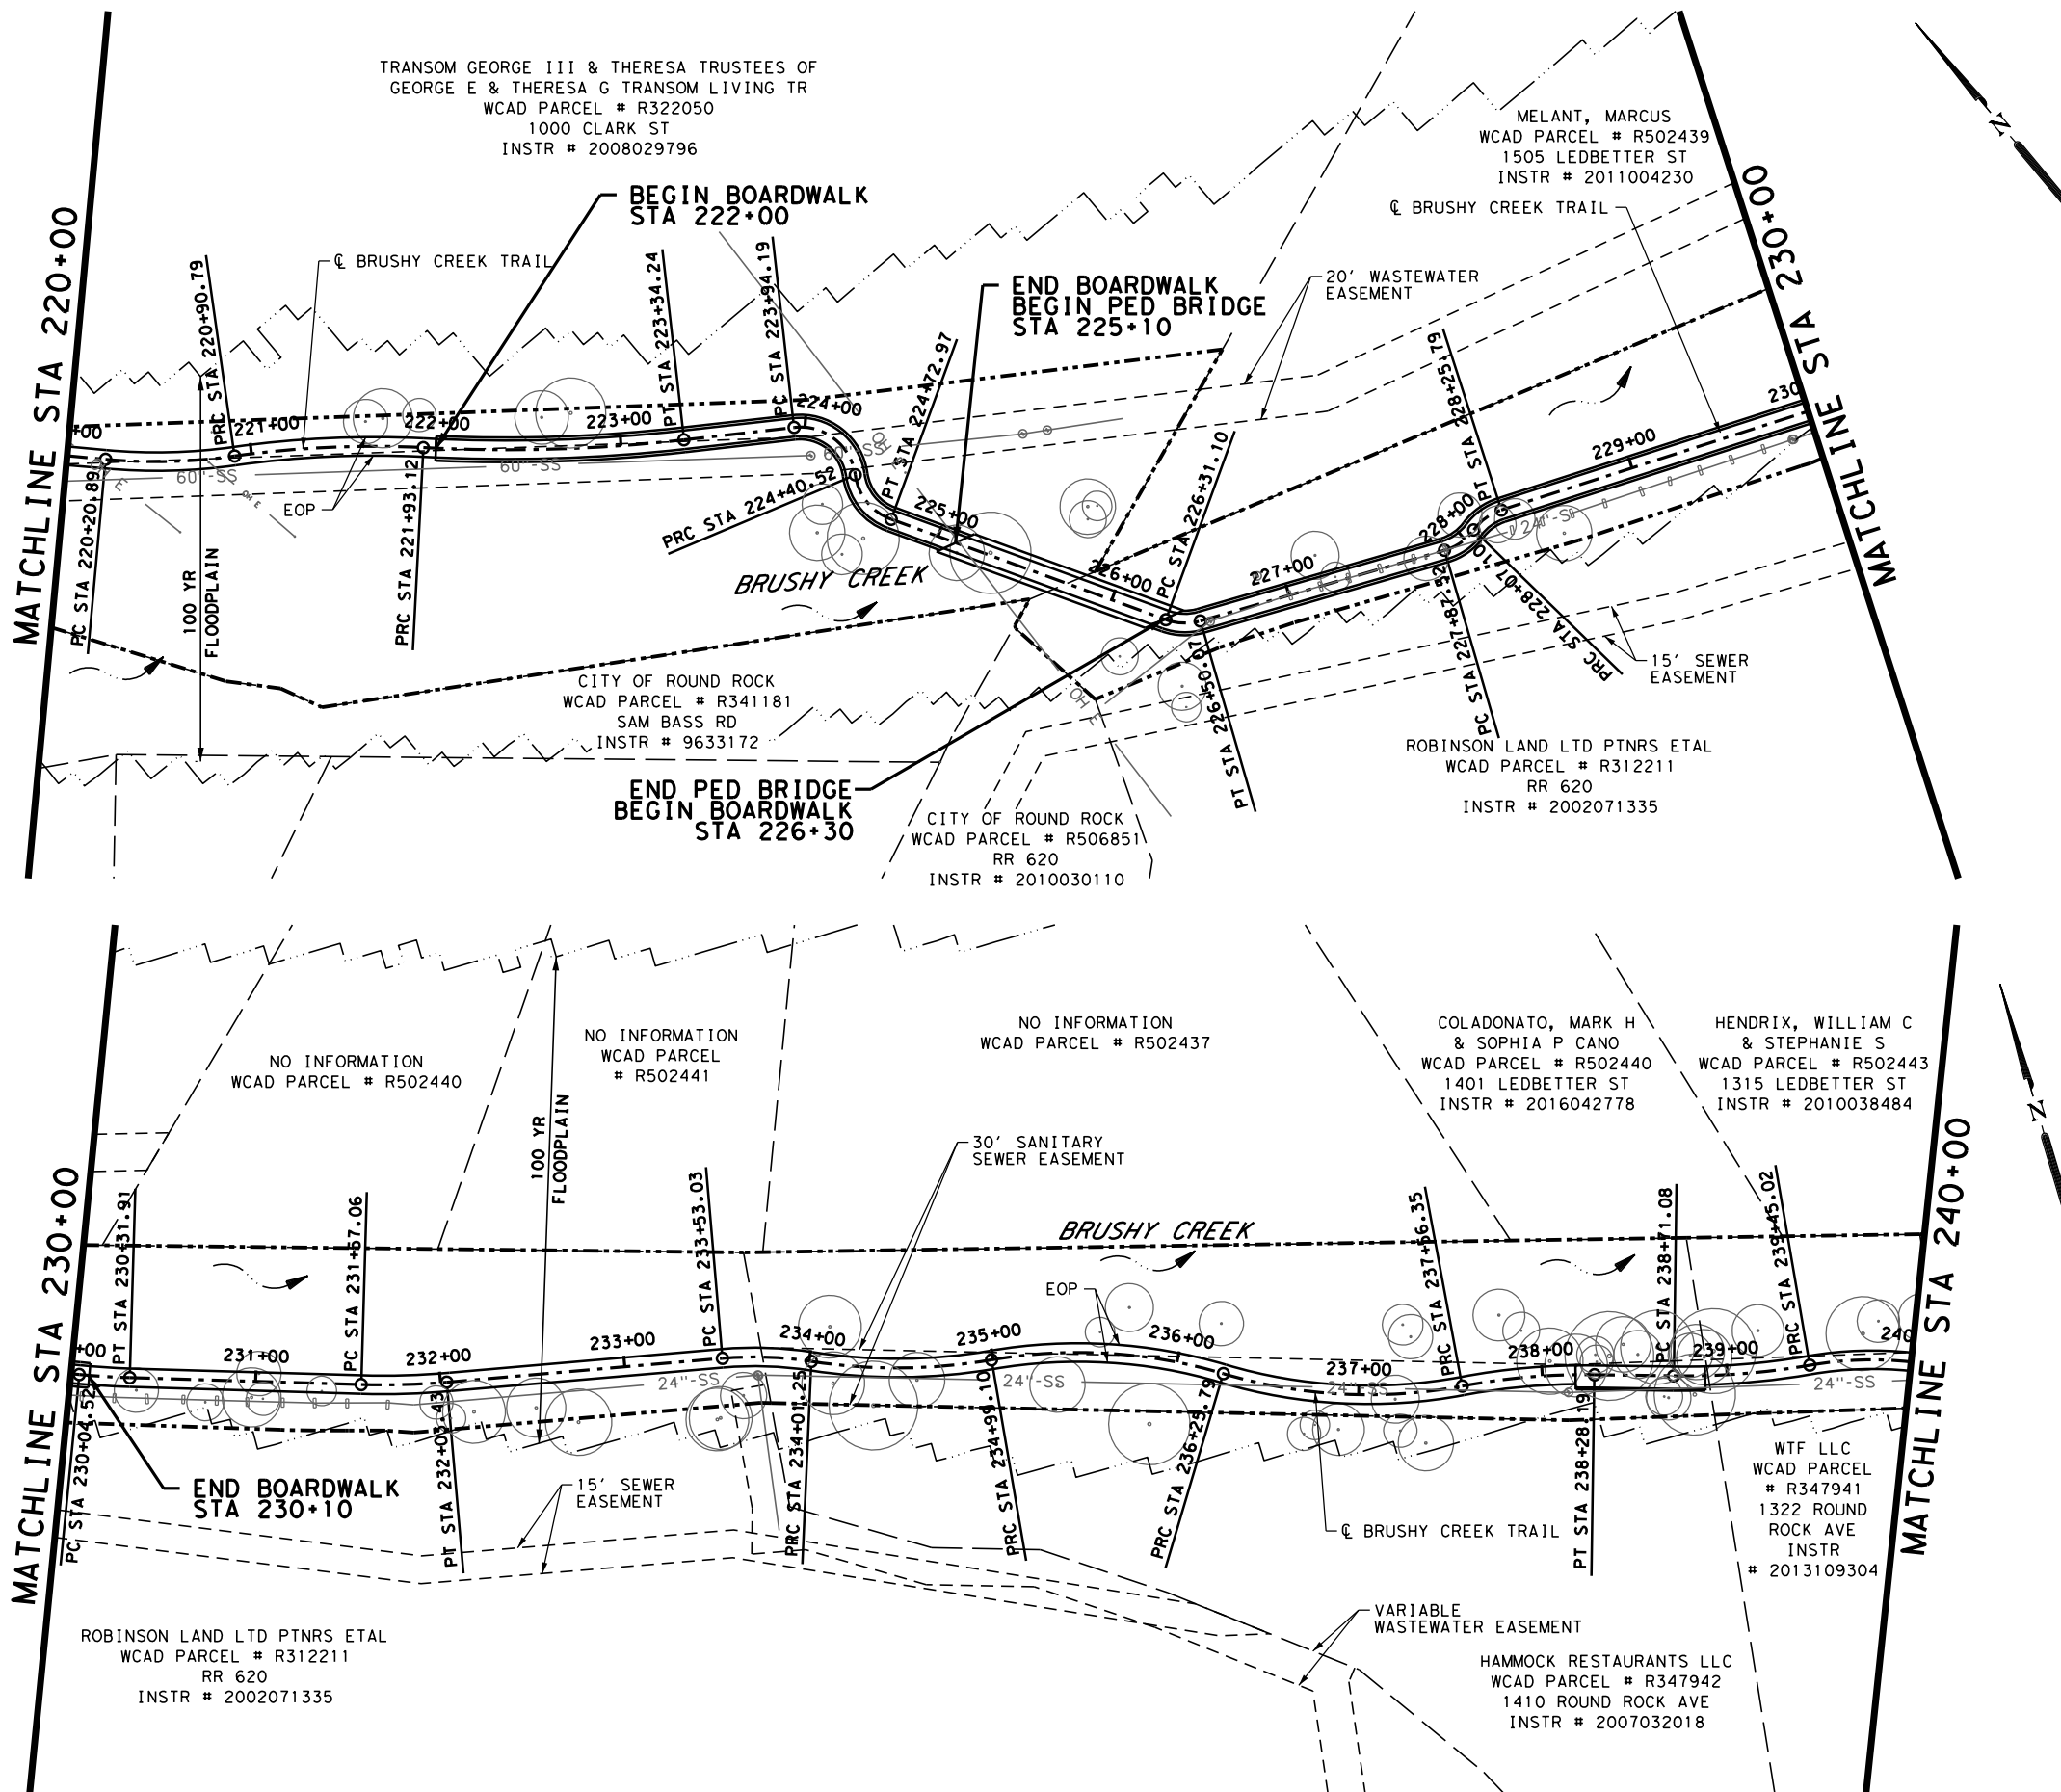 TRANSOM GEORGE III & THERESA TRUSTEES OF
GEORGE E & THERESA G TRANSOM LIVING TR
WCAD PARCEL # R322050
1000 CLARK ST
INSTR # 2008029796
MELANT, MARCUS
WCAD PARCEL # R502439
1505 LEDBETTER ST
INSTR # 2011004230
N
BEGIN BOARDWALK
STA 222+00
℄ BRUSHY CREEK TRAIL
℄ BRUSHY CREEK TRAIL
END BOARDWALK
BEGIN PED BRIDGE
STA 225+10
20' WASTEWATER
EASEMENT
MATCHLINE STA 220+00
MATCHLINE STA 230+00
PRC STA 220+90.79
PT STA 223+34.24
PC STA 223+94.19
PT STA 224+72.97
PC STA 226+31.10
PT STA 228+25.79
+00
221+00
222+00
223+00
224+00
225+00
226+00
227+00
228+00
229+00
230
60"-SS
60"-SS
60"-SS
24"-S
OH E
EOP
PC STA 220+20.89
PRC STA 221+93.12
PRC STA 224+40.52
PT STA 226+50.07
PC STA 227+87.52
PRC STA 228+07.10
100 YR
FLOODPLAIN
BRUSHY CREEK
15' SEWER
EASEMENT
CITY OF ROUND ROCK
WCAD PARCEL # R341181
SAM BASS RD
INSTR # 9633172
OH E
END PED BRIDGE
BEGIN BOARDWALK
STA 226+30
CITY OF ROUND ROCK
WCAD PARCEL # R506851
RR 620
INSTR # 2010030110
ROBINSON LAND LTD PTNRS ETAL
WCAD PARCEL # R312211
RR 620
INSTR # 2002071335
NO INFORMATION
WCAD PARCEL # R502440
NO INFORMATION
WCAD PARCEL
# R502441
NO INFORMATION
WCAD PARCEL # R502437
COLADONATO, MARK H
& SOPHIA P CANO
WCAD PARCEL # R502440
1401 LEDBETTER ST
INSTR # 2016042778
HENDRIX, WILLIAM C
& STEPHANIE S
WCAD PARCEL # R502443
1315 LEDBETTER ST
INSTR # 2010038484
N
100 YR
FLOODPLAIN
30' SANITARY
SEWER EASEMENT
MATCHLINE STA 230+00
MATCHLINE STA 240+00
PT STA 230+31.91
PC STA 231+57.06
PC STA 233+53.03
PRC STA 237+56.35
PC STA 238+71.08
PRC STA 239+45.02
BRUSHY CREEK
EOP
+00
231+00
232+00
233+00
234+00
235+00
236+00
237+00
238+00
239+00
240
24"-SS
24"-SS
24"-SS
24"-SS
PC STA 230+04.52
PT STA 232+03.43
PRC STA 234+01.25
PRC STA 234+99.10
PRC STA 236+25.79
PT STA 238+28.19
END BOARDWALK
STA 230+10
15' SEWER
EASEMENT
℄ BRUSHY CREEK TRAIL
WTF LLC
WCAD PARCEL
# R347941
1322 ROUND
ROCK AVE
INSTR
# 2013109304
VARIABLE
WASTEWATER EASEMENT
ROBINSON LAND LTD PTNRS ETAL
WCAD PARCEL # R312211
RR 620
INSTR # 2002071335
HAMMOCK RESTAURANTS LLC
WCAD PARCEL # R347942
1410 ROUND ROCK AVE
INSTR # 2007032018